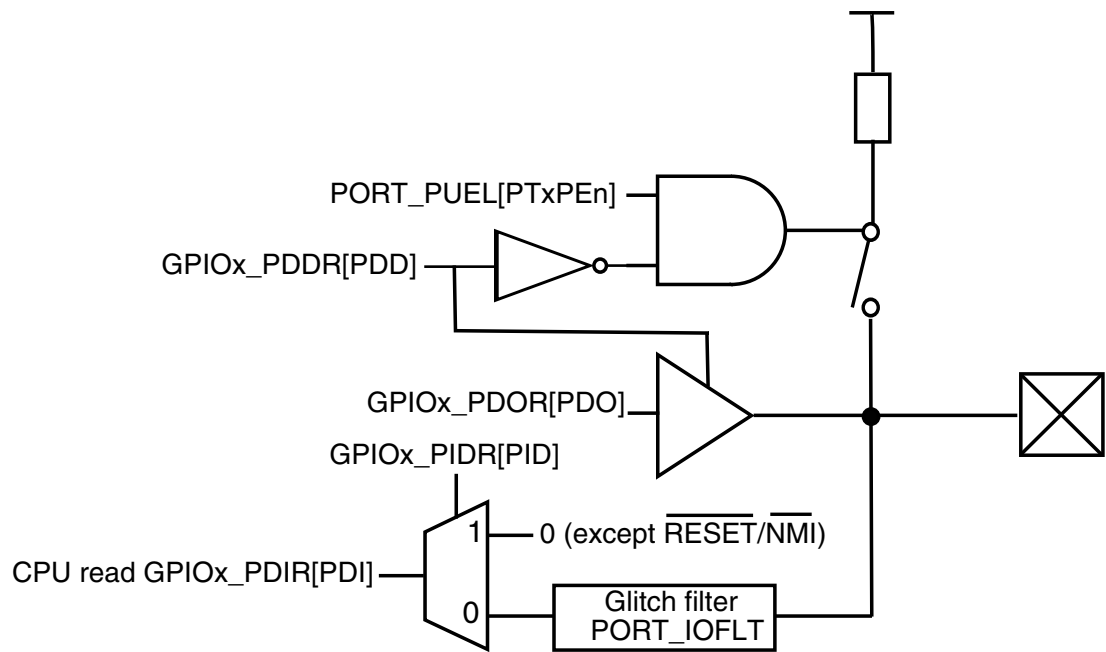 PORT_PUEL[PTxPEn]
GPIOx_PDDR[PDD]
GPIOx_PDOR[PDO]
GPIOx_PIDR[PID]
1
0 (except RESET/NMI)
CPU read GPIOx_PDIR[PDI]
0
Glitch filter
PORT_IOFLT